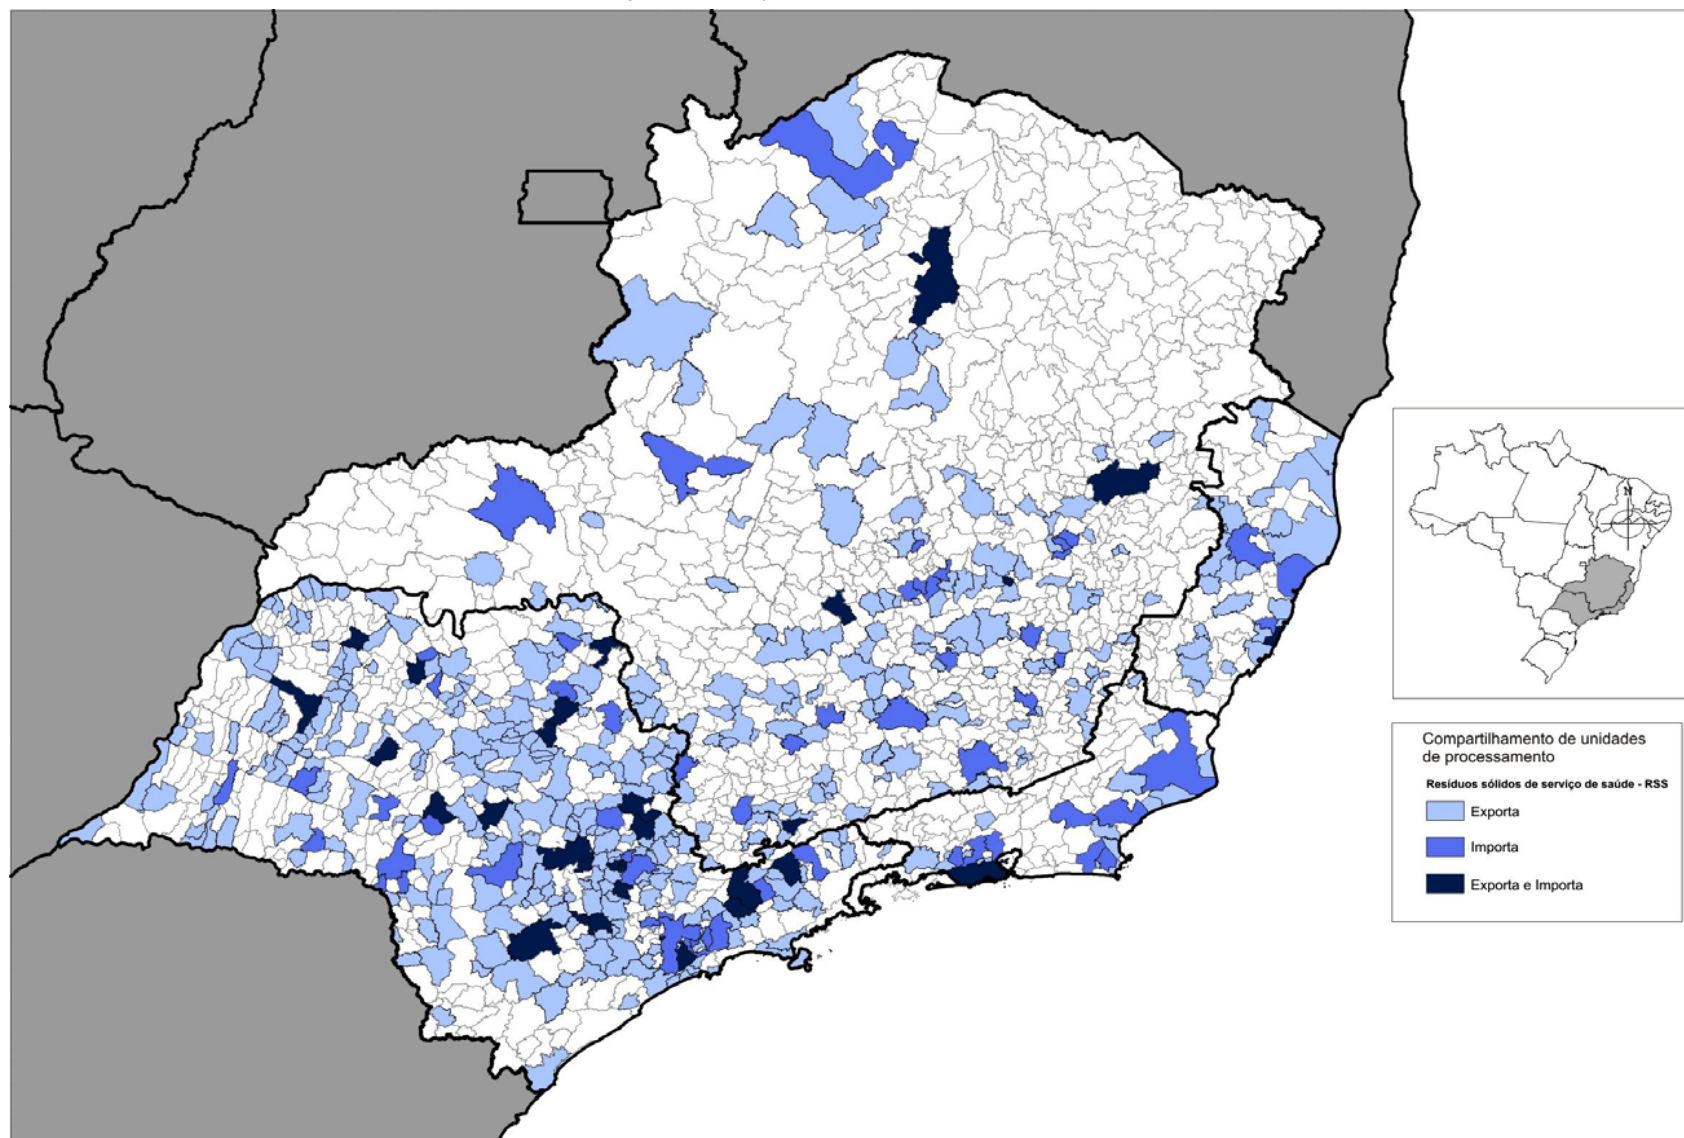 N
Compartilhamento de unidades
de processamento
Resíduos sólidos de serviço de saúde - RSS
Exporta
Importa
Exporta e Importa